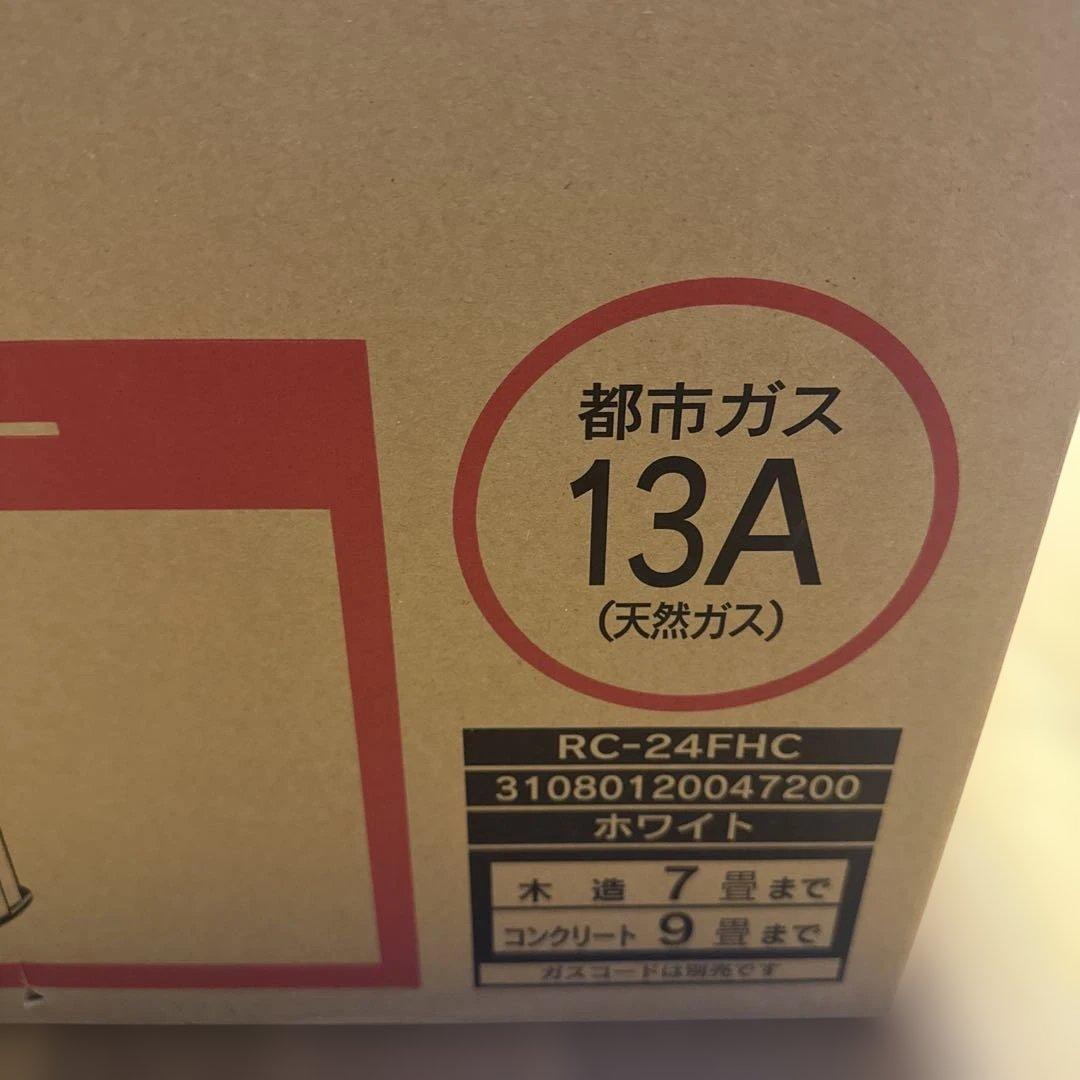 都市ガス
13A
(天然ガス)
RC-24FHC
31080120047200
ホワイト
木造 7畳まで
コンクリート 9畳まで
ガスコードは別売です